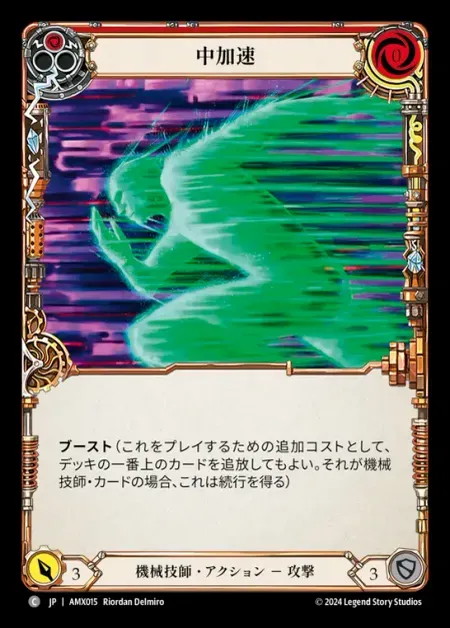 中加速
0
ブースト（これをプレイするための追加コストとして、
デッキの一番上のカードを追放してもよい。それが機械
技師・カードの場合、これは続行を得る）
3
機械技師・アクション － 攻撃
3
C JP | AMX015 Riordan Delmiro
© 2024 Legend Story Studios